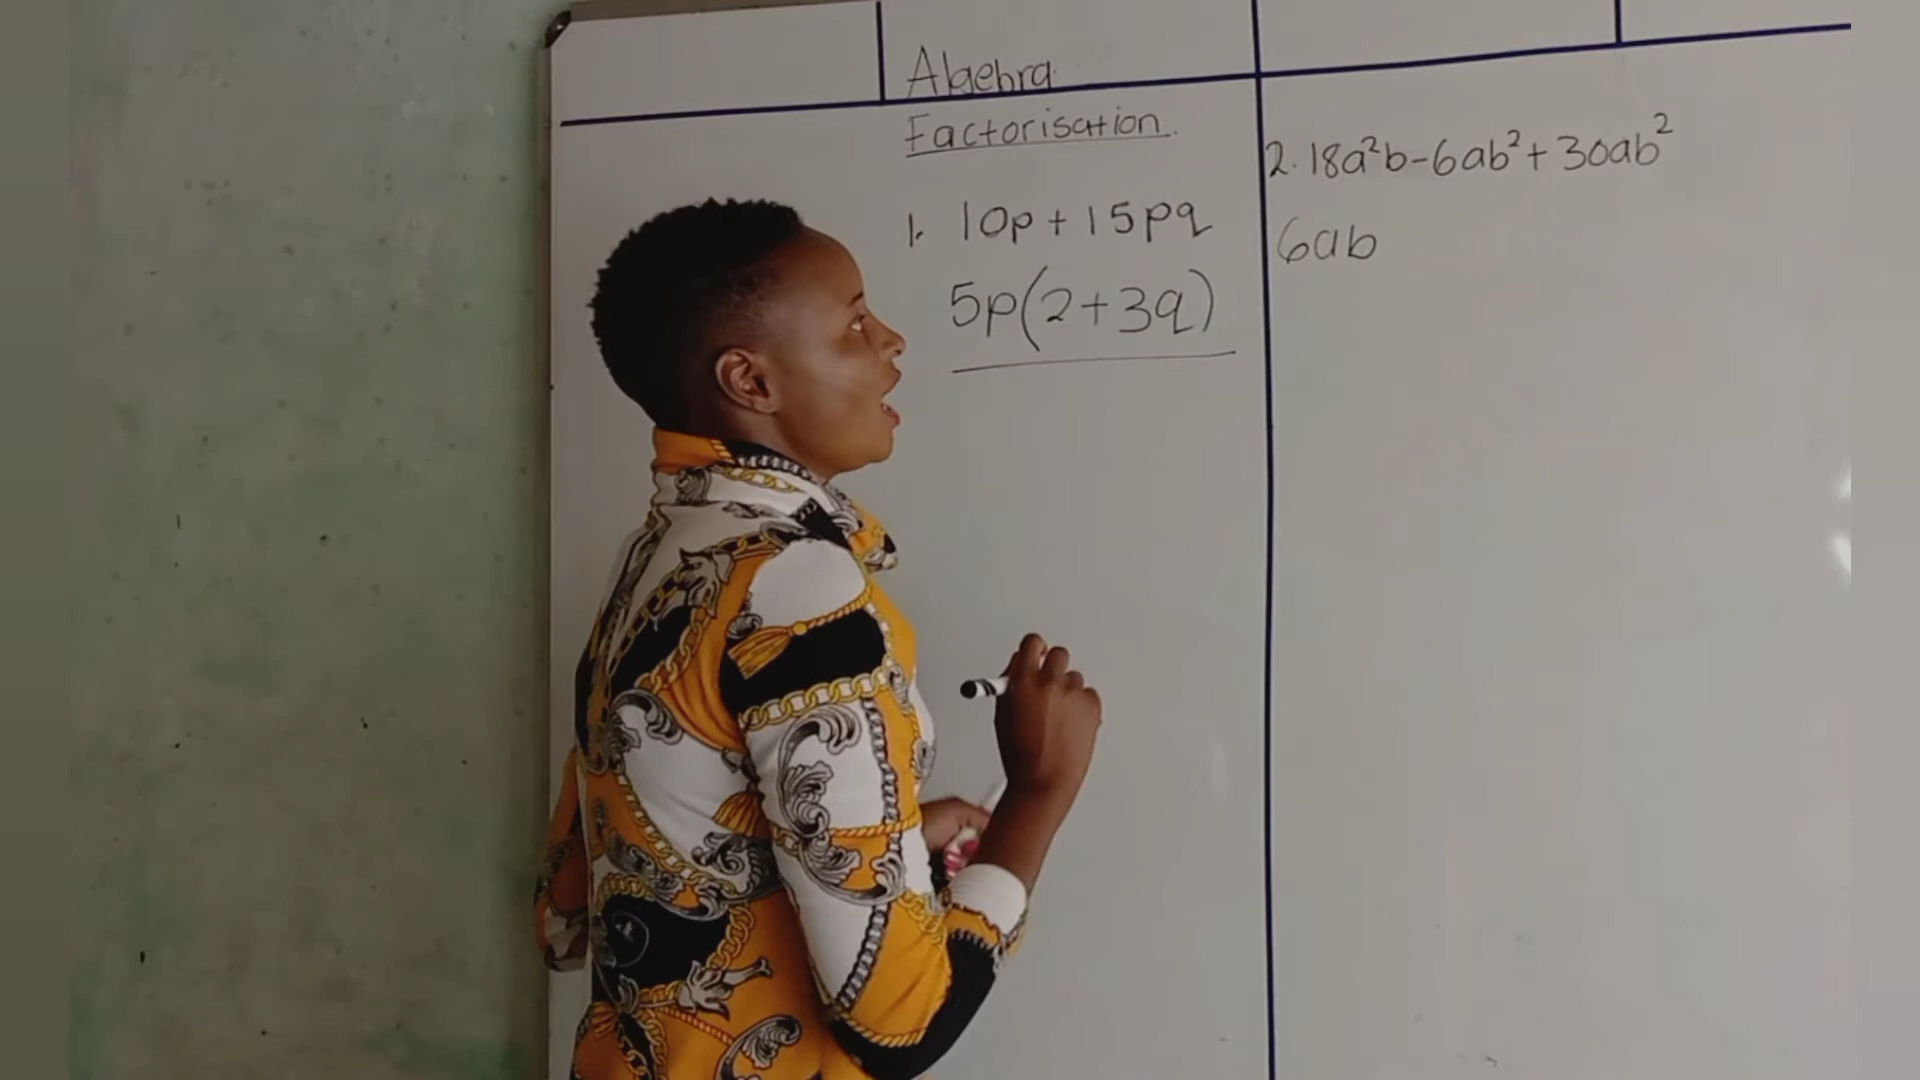 Algebra
Factorisation.
1. 10p + 15pq
5p(2+3q)
2. 18a²b - 6ab² + 30ab²
6ab